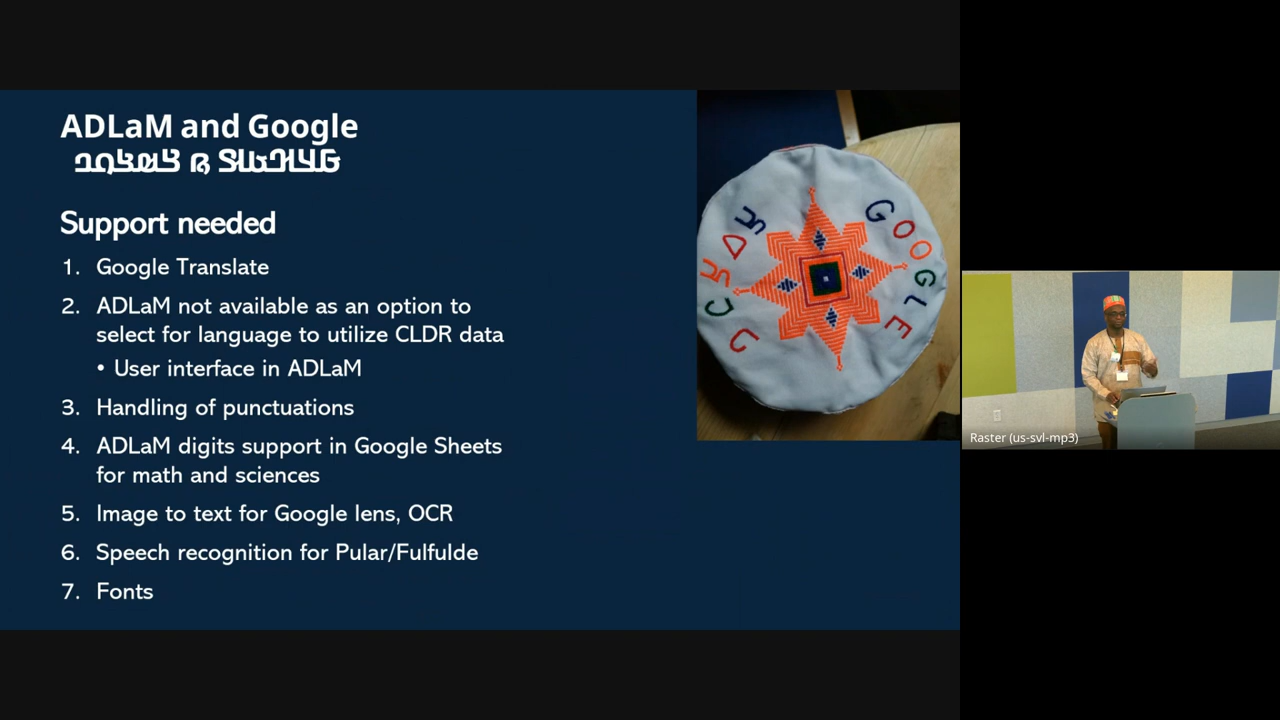 ADLaM and Google
Support needed
1. Google Translate
2. ADLaM not available as an option to
select for language to utilize CLDR data
• User interface in ADLaM
3. Handling of punctuations
4. ADLaM digits support in Google Sheets
for math and sciences
5. Image to text for Google lens, OCR
6. Speech recognition for Pular/Fulfulde
7. Fonts
GOOGLE
Raster (us-svl-mp3)